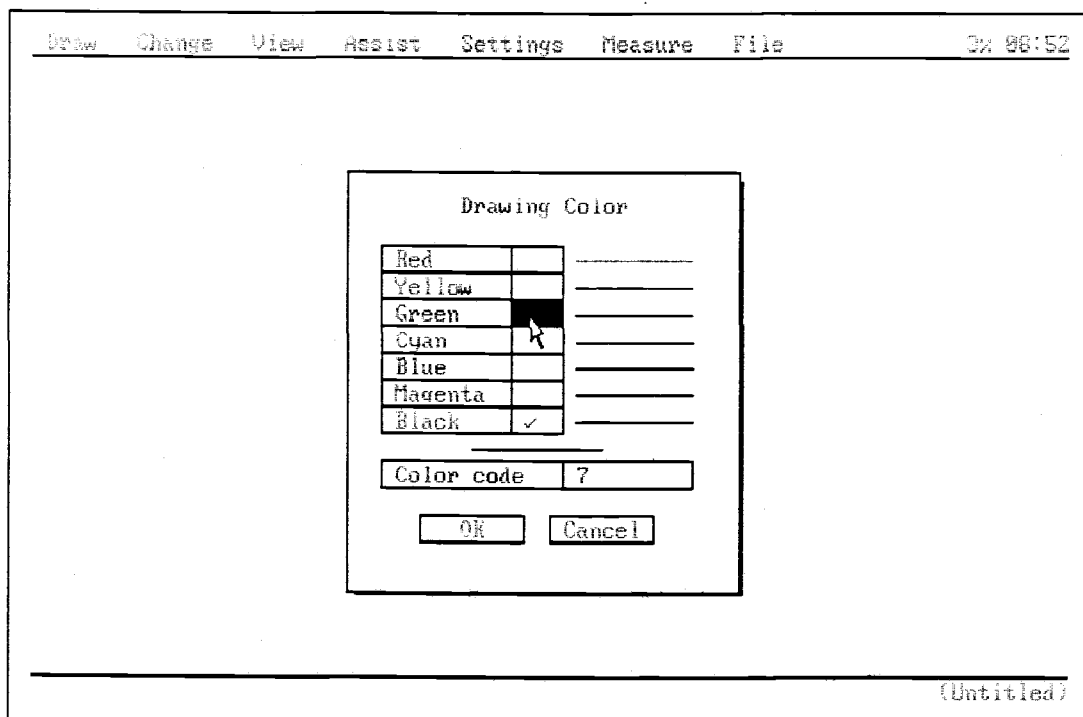 Draw Change View Assist Settings Measure File 3% 08:52
Drawing Color
Red
Yellow
Green
Cyan
Blue
Magenta
Black ✓
Color code 7
OK Cancel
(Untitled)